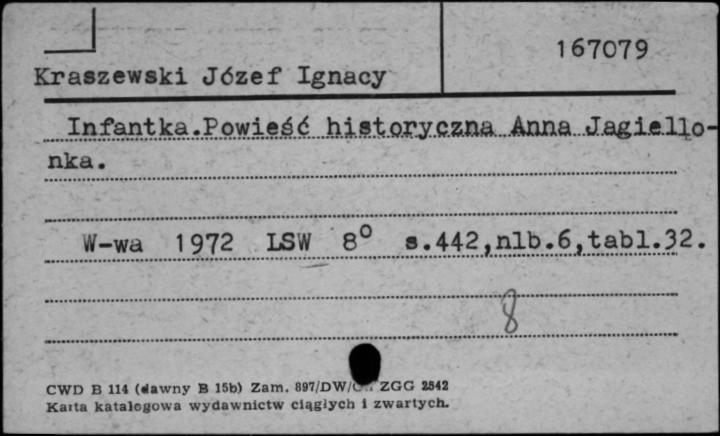 167079
Kraszewski Józef Ignacy
Infantka.Powieść historyczna Anna Jagiello-
nka.
W-wa 1972 LSW 8° s.442,nlb.6,tabl.32.
8
CWD B 114 (dawny B 15b) Zam. 897/DW/ ZGG 2842
Karta katalogowa wydawnictw ciągłych i zwartych.